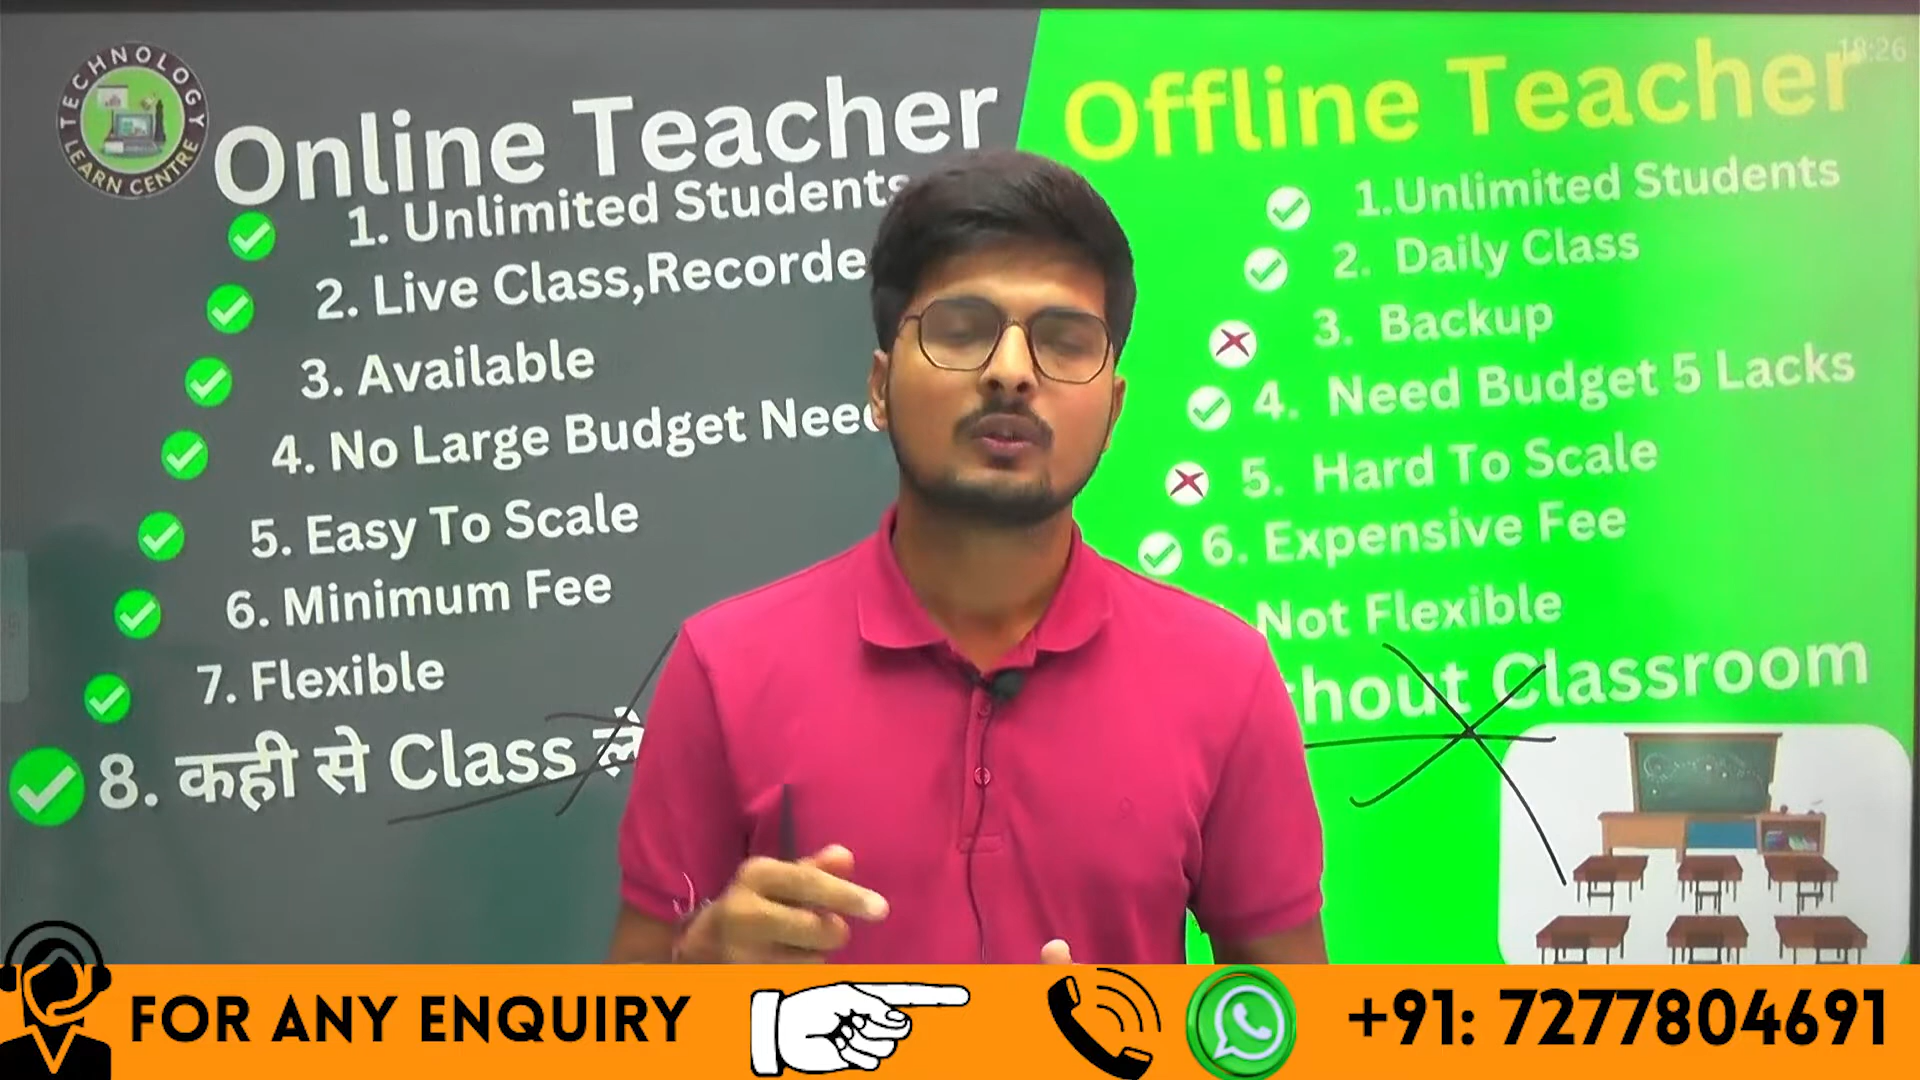 TECHNOLOGY
LEARN CENTRE
Online Teacher
1. Unlimited Students
2. Live Class,Recorde
3. Available
4. No Large Budget Need
5. Easy To Scale
6. Minimum Fee
7. Flexible
8. कही से Class ले
Offline Teacher
18:26
1.Unlimited Students
2. Daily Class
3. Backup
4. Need Budget 5 Lacks
5. Hard To Scale
6. Expensive Fee
Not Flexible
hout Classroom
FOR ANY ENQUIRY
+91: 7277804691